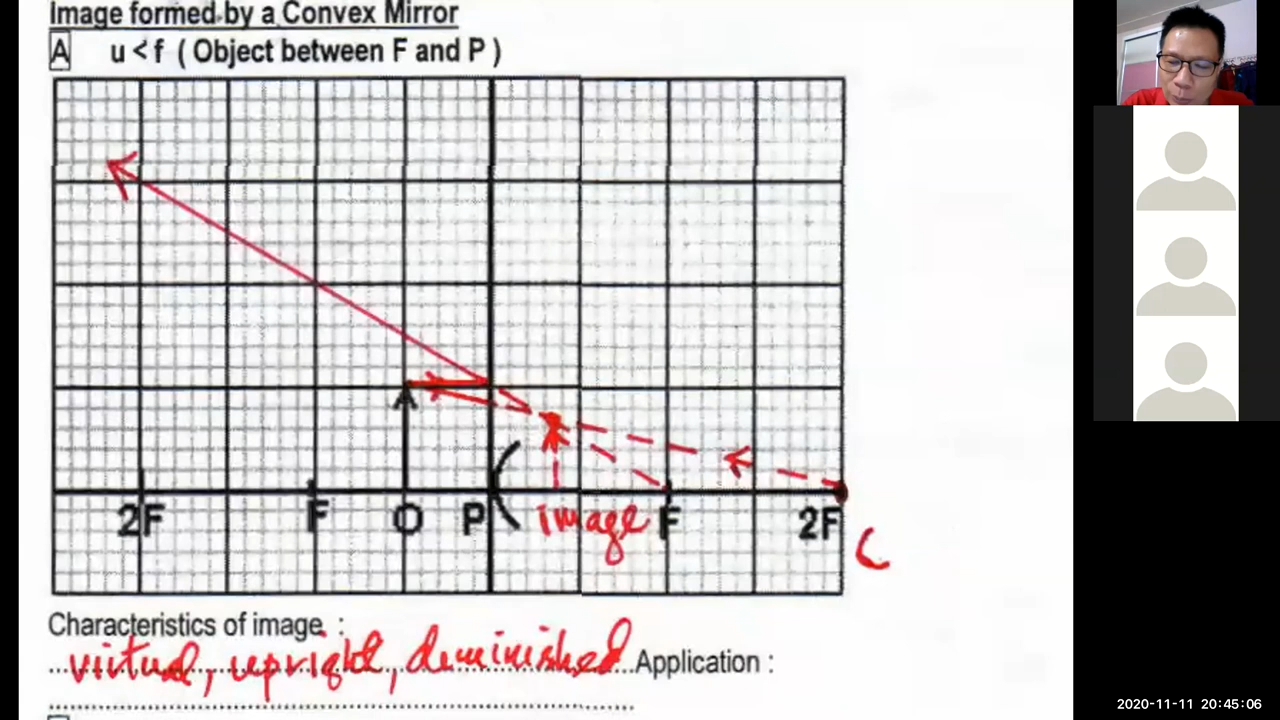 Image formed by a Convex Mirror
A u < f ( Object between F and P )
2F F O P image F 2F
C
Characteristics of image :
virtual, upright, deminished Application :
2020-11-11 20:45:06